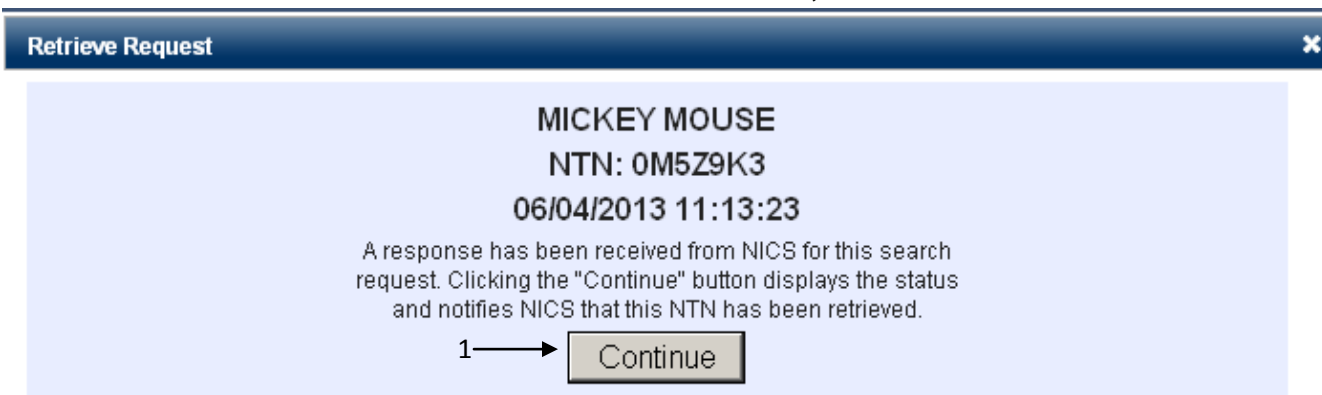 Retrieve Request
MICKEY MOUSE
NTN: 0M5Z9K3
06/04/2013 11:13:23
A response has been received from NICS for this search
request. Clicking the "Continue" button displays the status
and notifies NICS that this NTN has been retrieved.
1 Continue